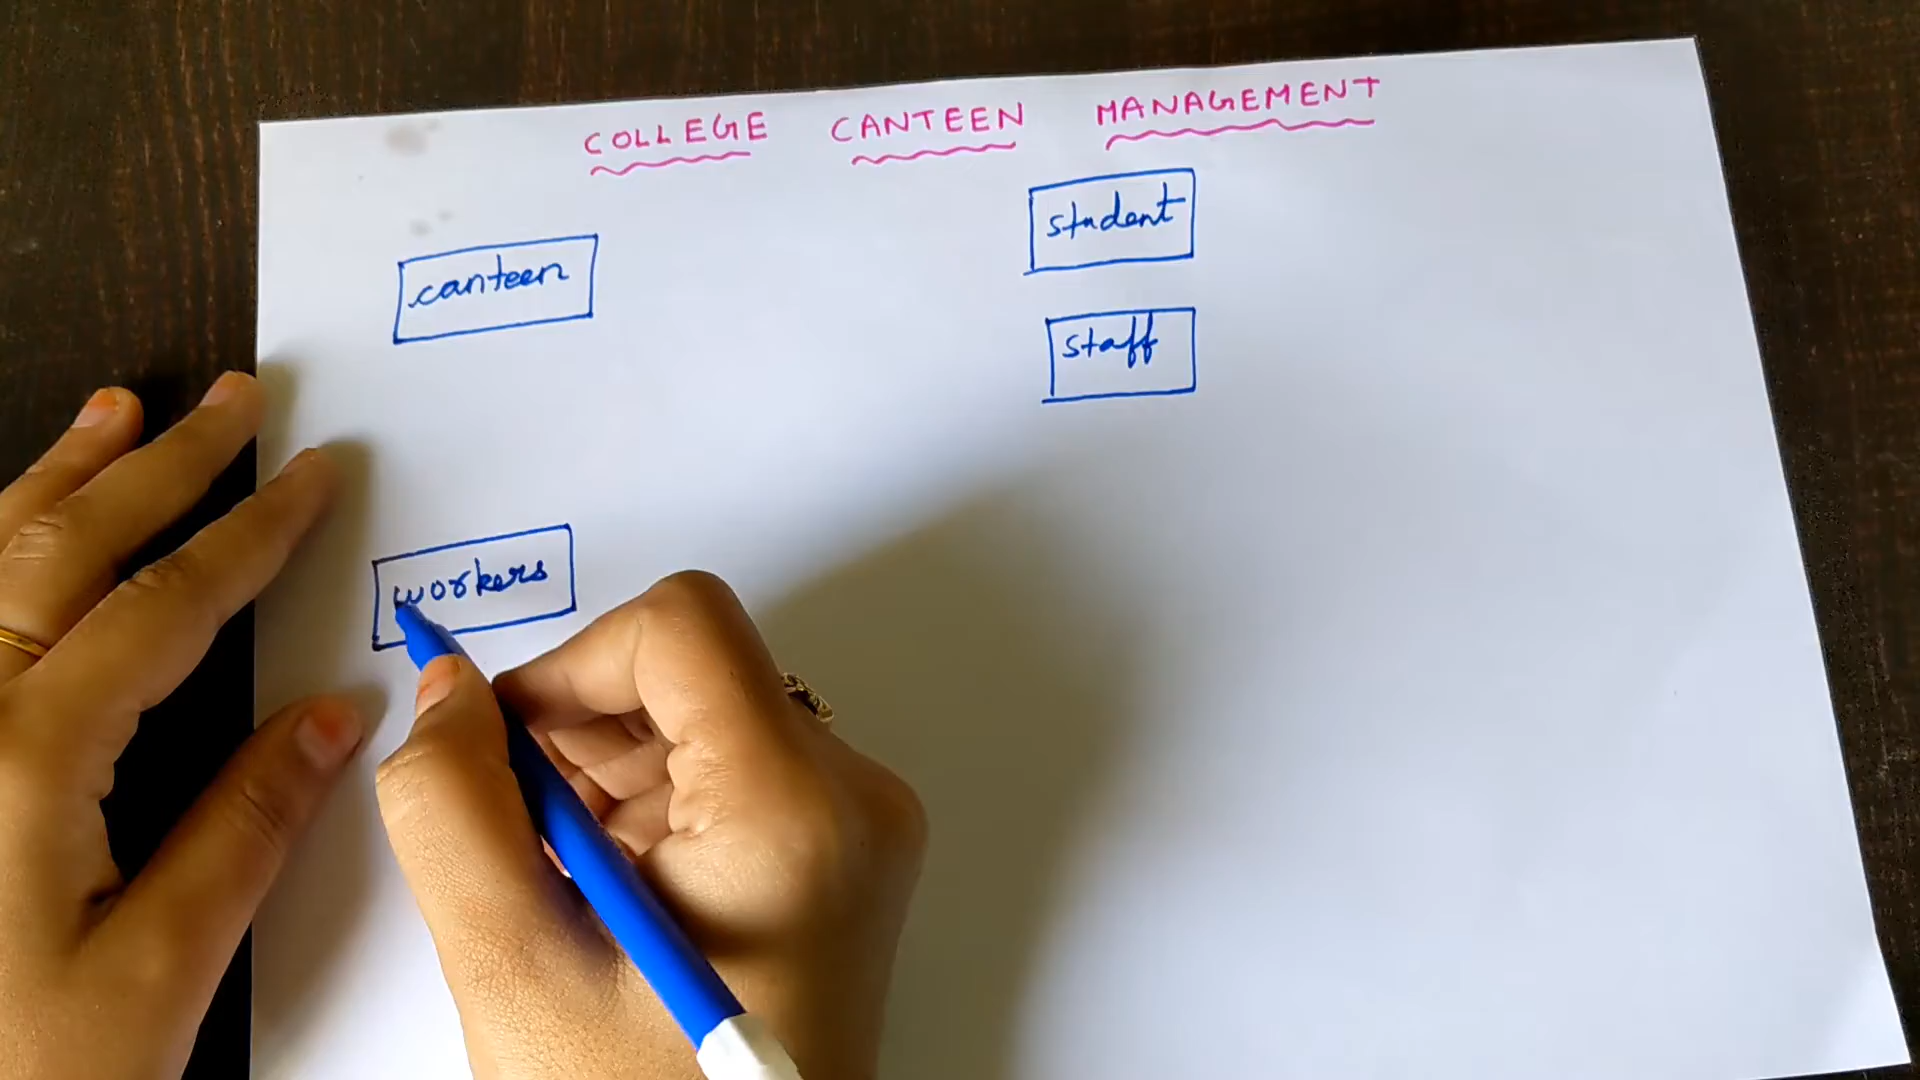 COLLEGE CANTEEN MANAGEMENT
student
canteen
staff
workers